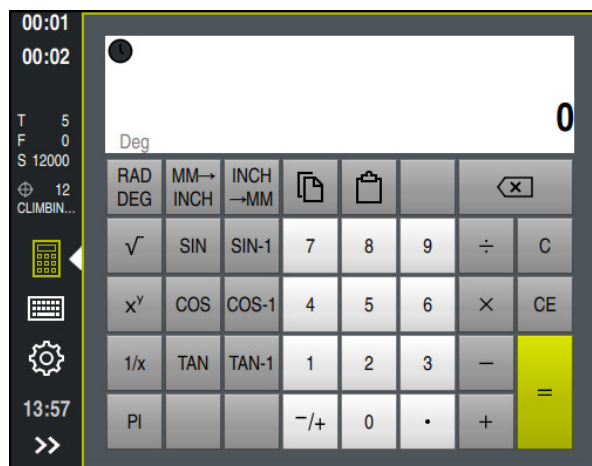 00:01
00:02
T 5
F 0
S 12000
12
CLIMBIN...
13:57
>>
0
Deg
RAD DEG MM→ INCH INCH →MM
√ SIN SIN-1 7 8 9 ÷ C
xʸ COS COS-1 4 5 6 × CE
1/x TAN TAN-1 1 2 3 − =
PI −/+ 0 • +